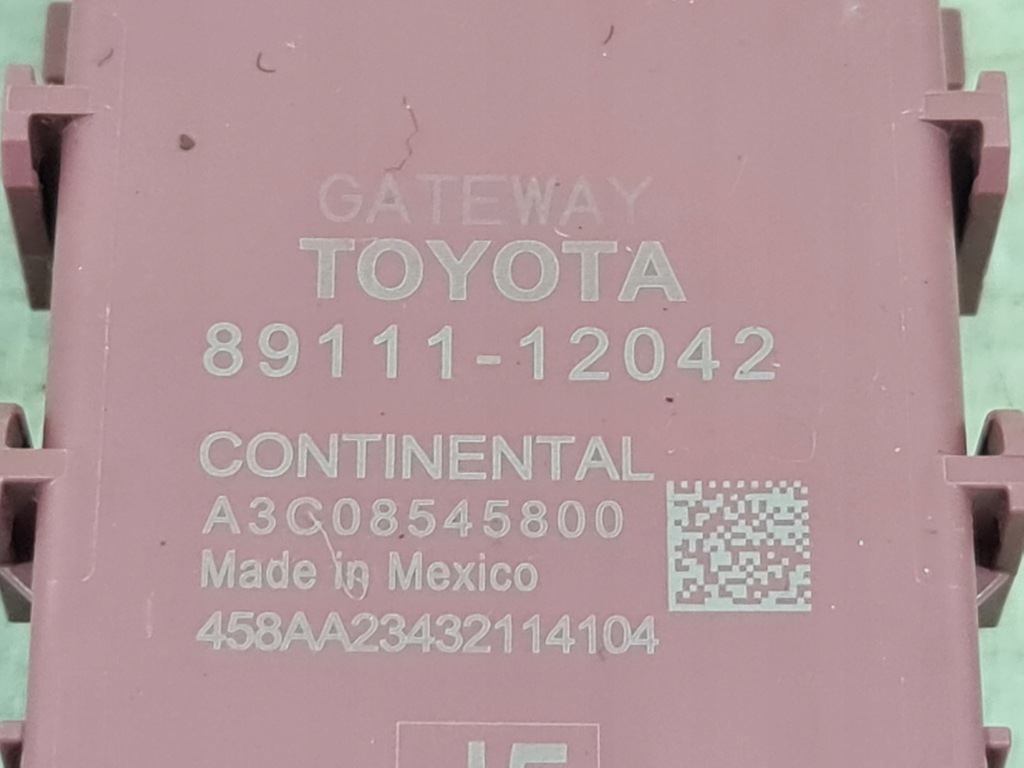 GATEWAY
TOYOTA
89111-12042
CONTINENTAL
A3C08545800
Made in Mexico
458AA23432114104